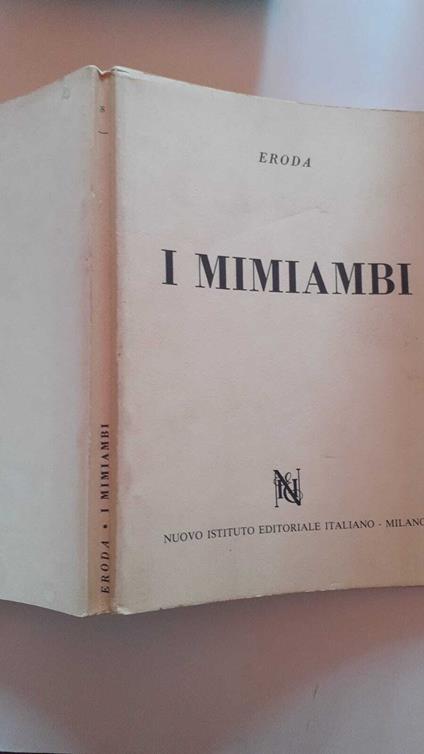 ERODA
I MIMIAMBI
NUOVO ISTITUTO EDITORIALE ITALIANO - MILANO
ERODA • I MIMIAMBI